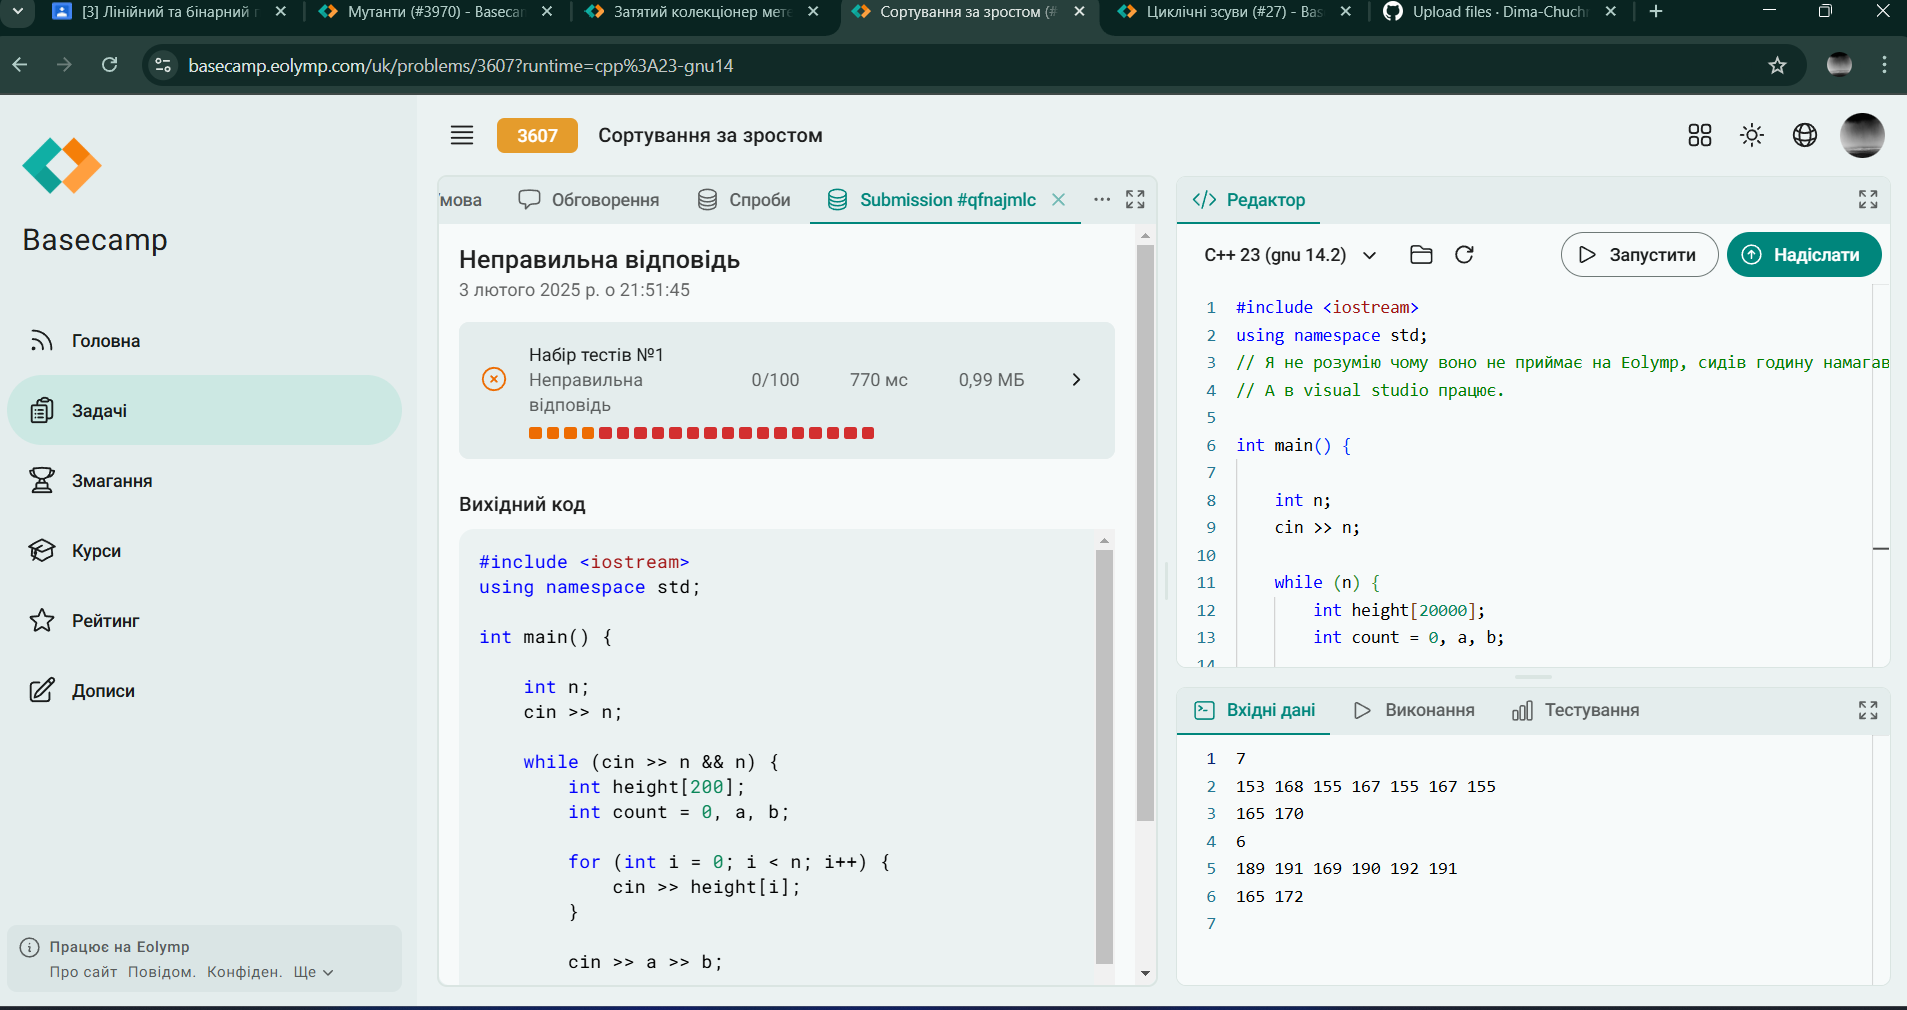 [3] Лінійний та бінарний
Мутанти (#3970) - Baseca
Затятий колекціонер мете
Сортування за зростом (#
Циклічні зсуви (#27) - Bas
Upload files · Dima-Chuch
basecamp.eolymp.com/uk/problems/3607?runtime=cpp%3A23-gnu14
Basecamp
Головна
Задачі
Змагання
Курси
Рейтинг
Дописи
Працює на Eolymp
Про сайт Повідом. Конфіден. Ще
3607 Сортування за зростом
мова Обговорення Спроби Submission #qfnajmlc
Неправильна відповідь
3 лютого 2025 р. о 21:51:45
Набір тестів №1
Неправильна відповідь 0/100 770 мс 0,99 МБ
Вихідний код
#include <iostream>
using namespace std;
int main() {
int n;
cin >> n;
while (cin >> n && n) {
int height[200];
int count = 0, a, b;
for (int i = 0; i < n; i++) {
cin >> height[i];
}
cin >> a >> b;
Редактор
C++ 23 (gnu 14.2) Запустити Надіслати
1 #include <iostream>
2 using namespace std;
3 // Я не розумію чому воно не приймає на Eolymp, сидів годину намагав
4 // А в visual studio працює.
5
6 int main() {
7
8 int n;
9 cin >> n;
10
11 while (n) {
12 int height[20000];
13 int count = 0, a, b;
14
Вхідні дані Виконання Тестування
1 7
2 153 168 155 167 155 167 155
3 165 170
4 6
5 189 191 169 190 192 191
6 165 172
7